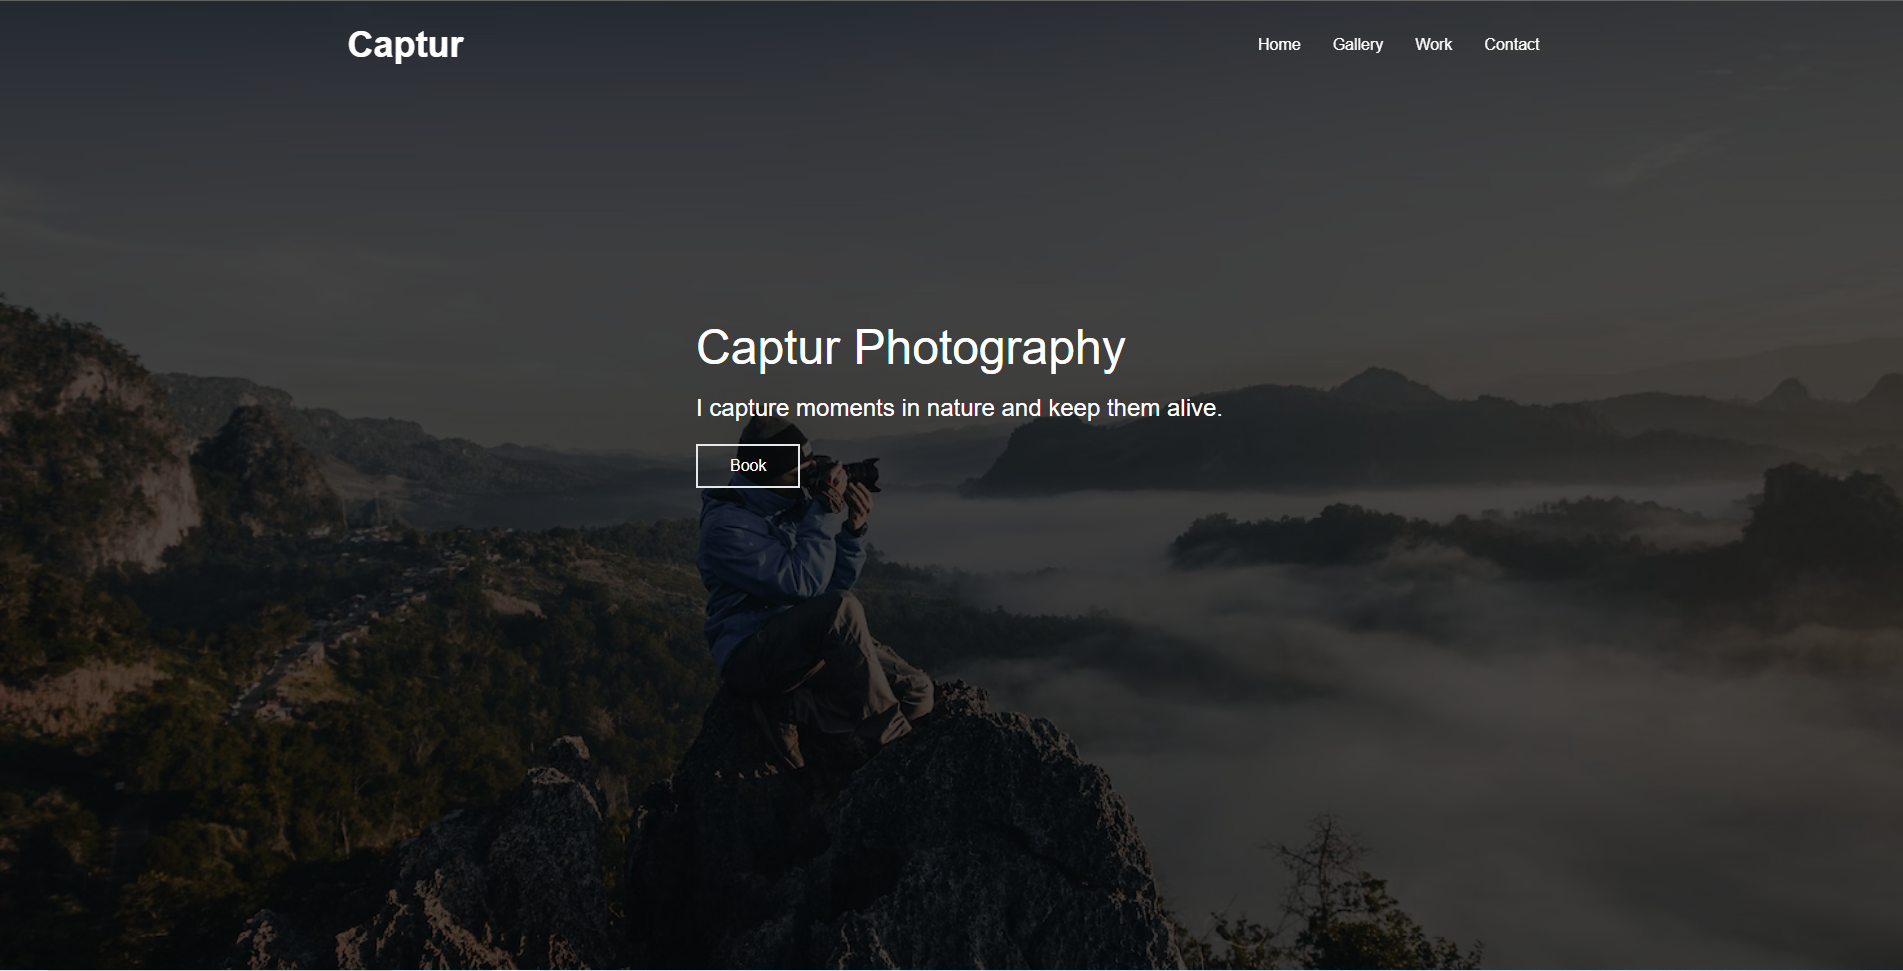 Captur
Home Gallery Work Contact
Captur Photography
I capture moments in nature and keep them alive.
Book